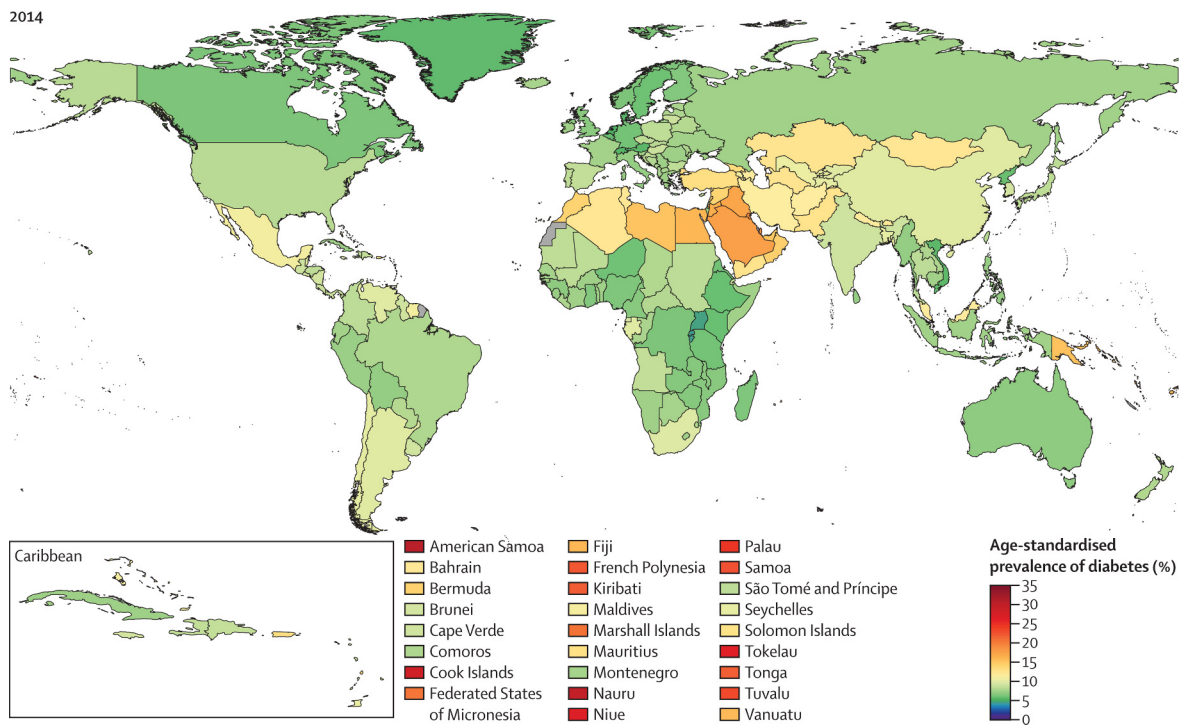 2014
Caribbean
American Samoa
Bahrain
Bermuda
Brunei
Cape Verde
Comoros
Cook Islands
Federated States
of Micronesia
Fiji
French Polynesia
Kiribati
Maldives
Marshall Islands
Mauritius
Montenegro
Nauru
Niue
Palau
Samoa
São Tomé and Príncipe
Seychelles
Solomon Islands
Tokelau
Tonga
Tuvalu
Vanuatu
Age-standardised
prevalence of diabetes (%)
35
30
25
20
15
10
5
0